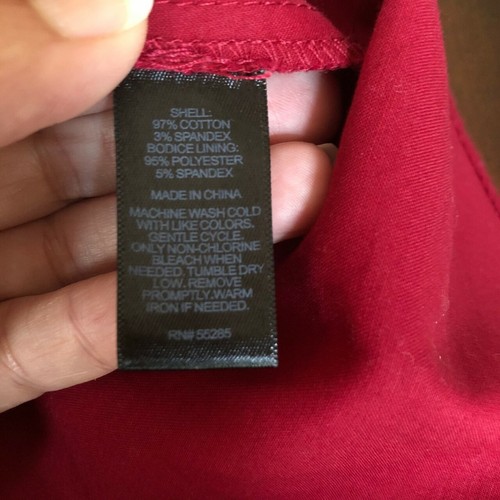 SHELL:
97% COTTON
3% SPANDEX
BODICE LINING:
95% POLYESTER
5% SPANDEX
MADE IN CHINA
MACHINE WASH COLD
WITH LIKE COLORS.
GENTLE CYCLE.
ONLY NON-CHLORINE
BLEACH WHEN
NEEDED. TUMBLE DRY
LOW. REMOVE
PROMPTLY. WARM
IRON IF NEEDED.
RN# 55285